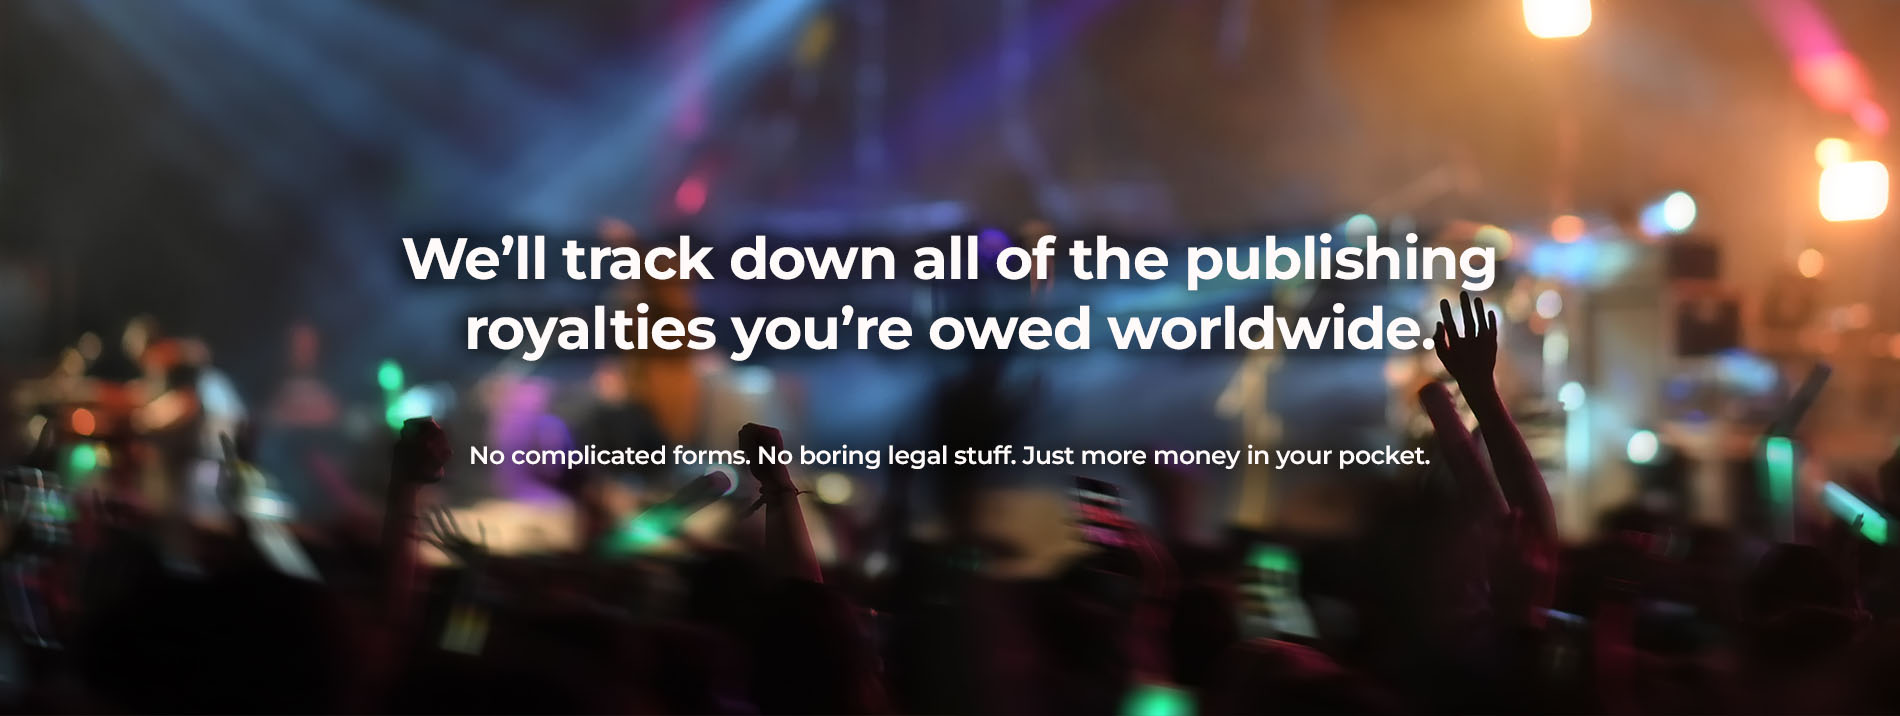 We’ll track down all of the publishing
royalties you’re owed worldwide.
No complicated forms. No boring legal stuff. Just more money in your pocket.